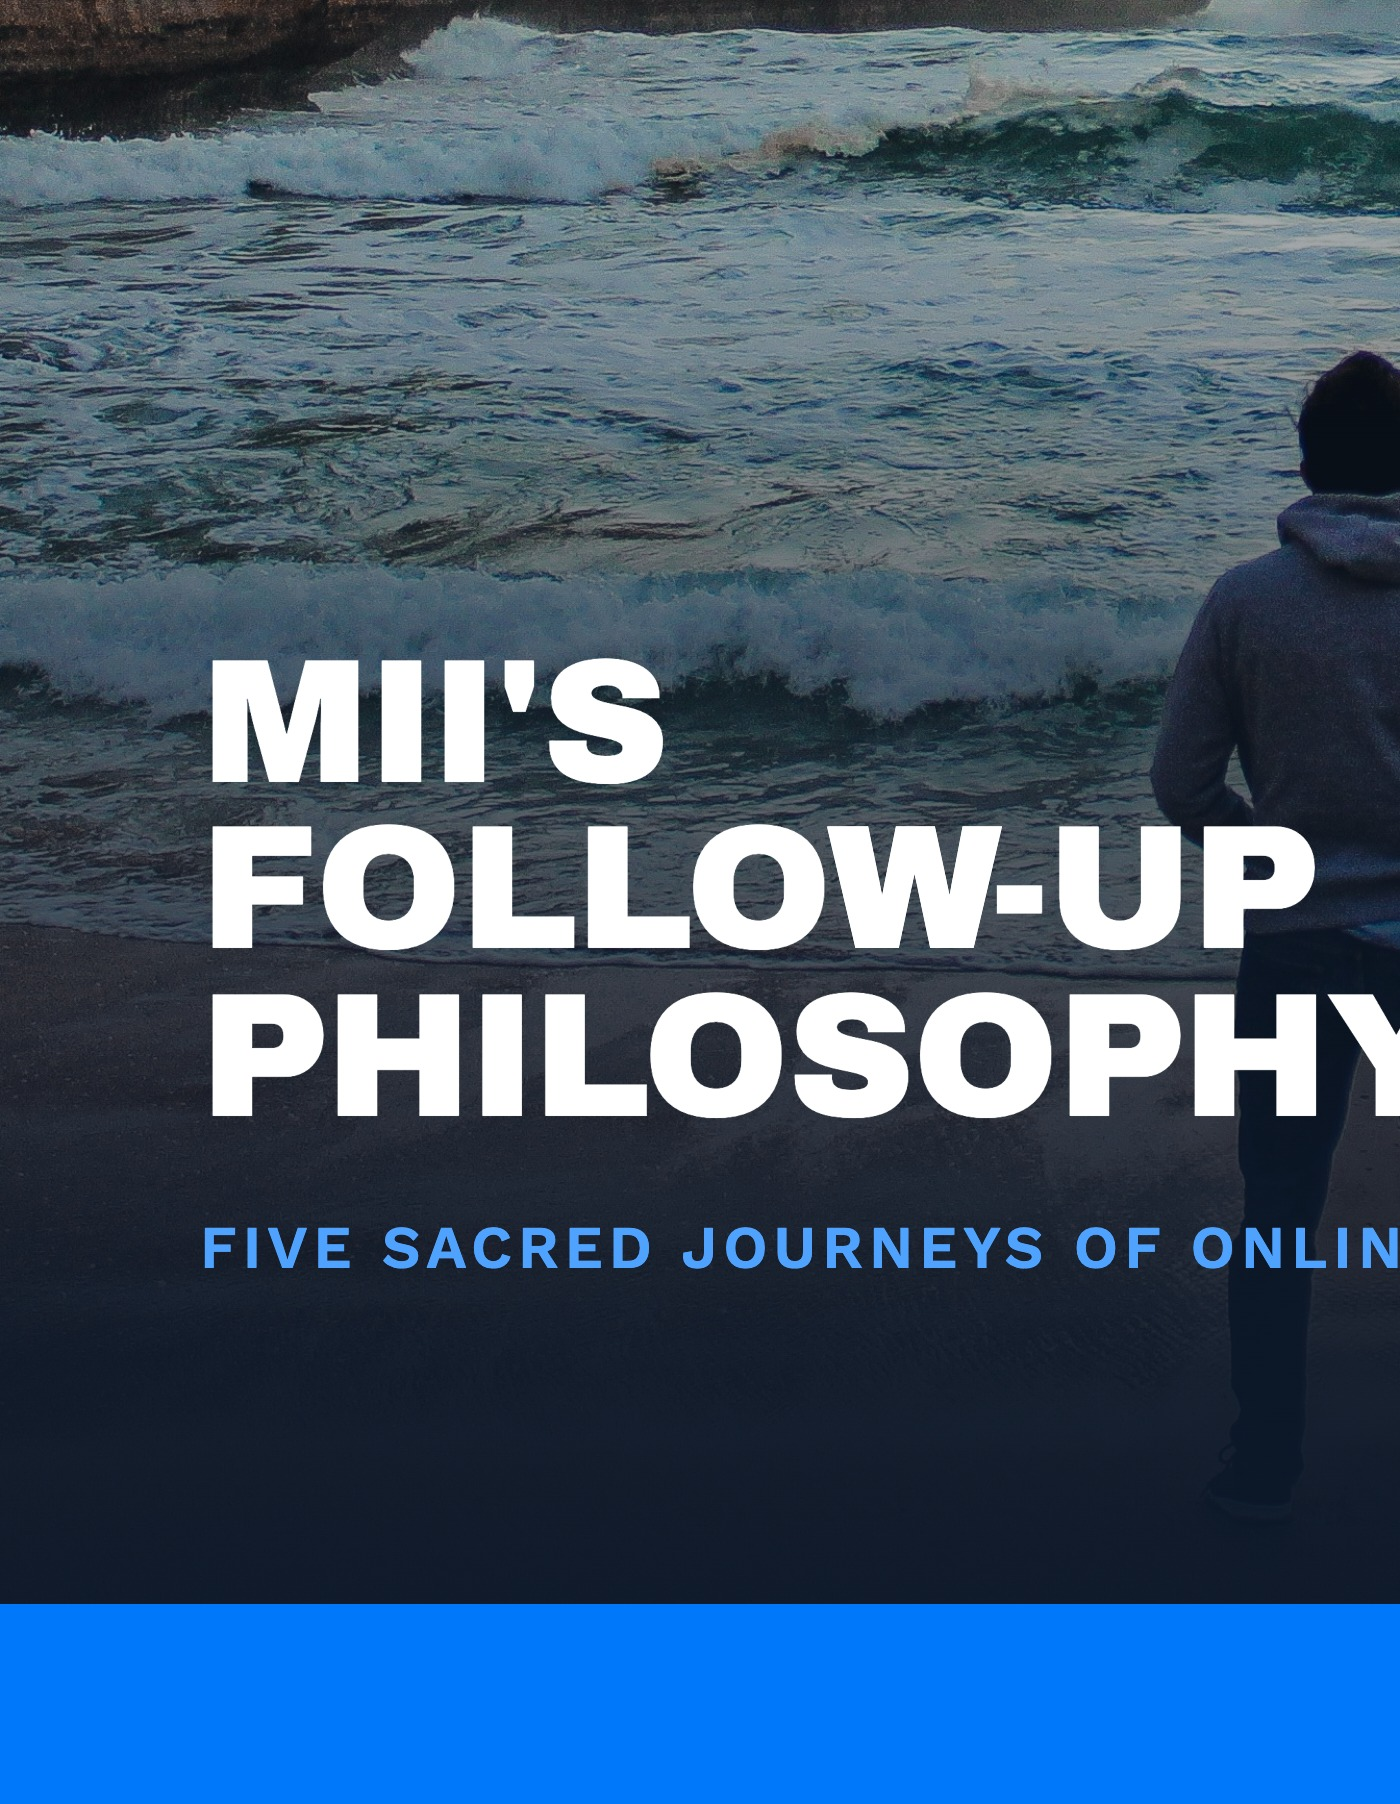 MII'S
FOLLOW-UP
PHILOSOPHY
FIVE SACRED JOURNEYS OF